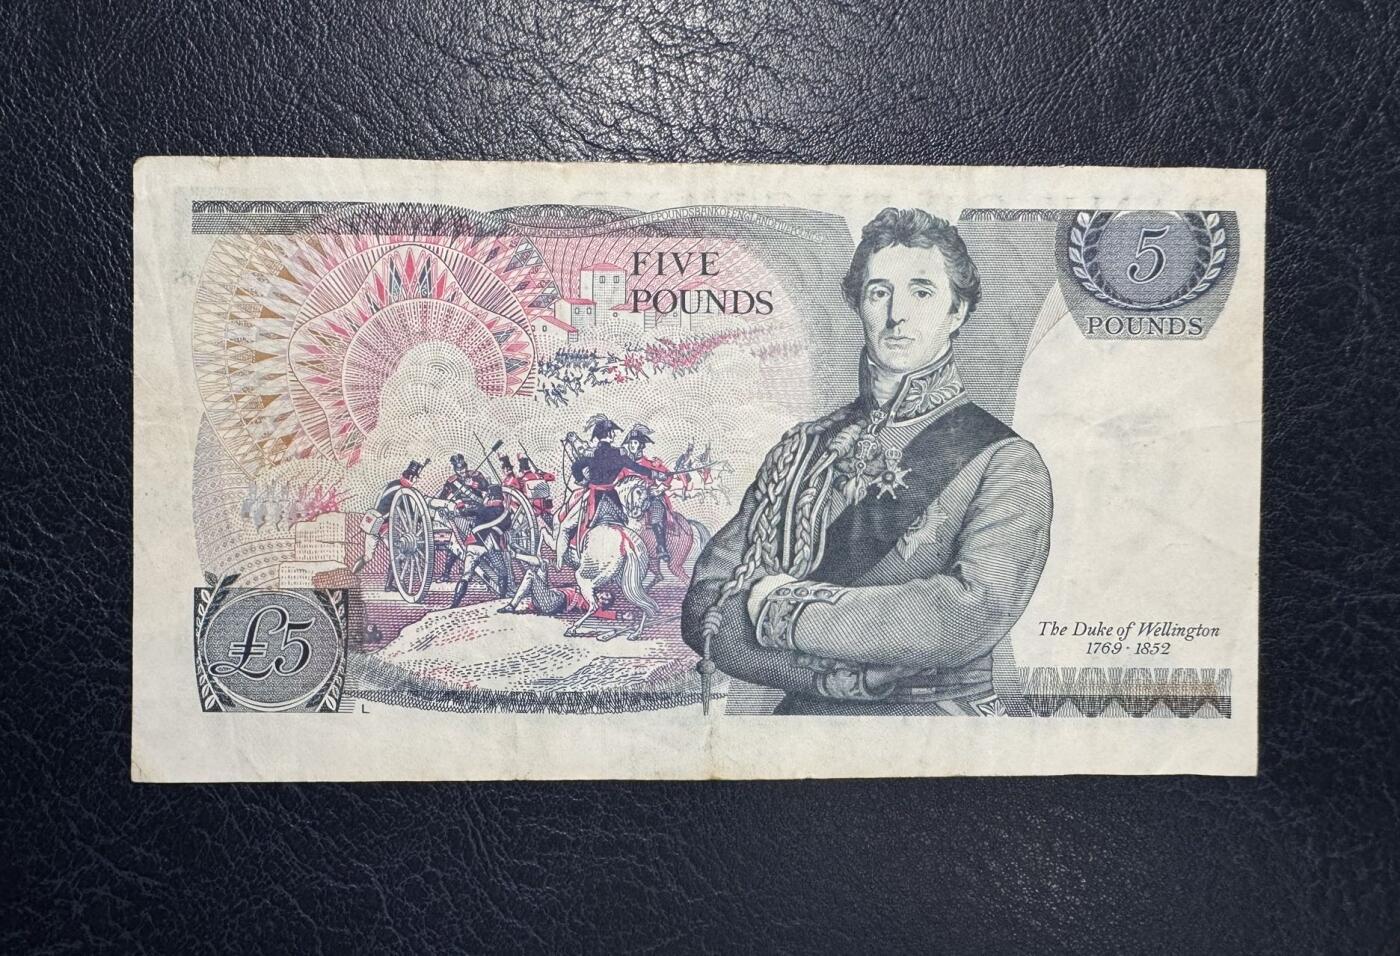 FIVE
POUNDS
5
POUNDS
£5
L
The Duke of Wellington
1769 · 1852